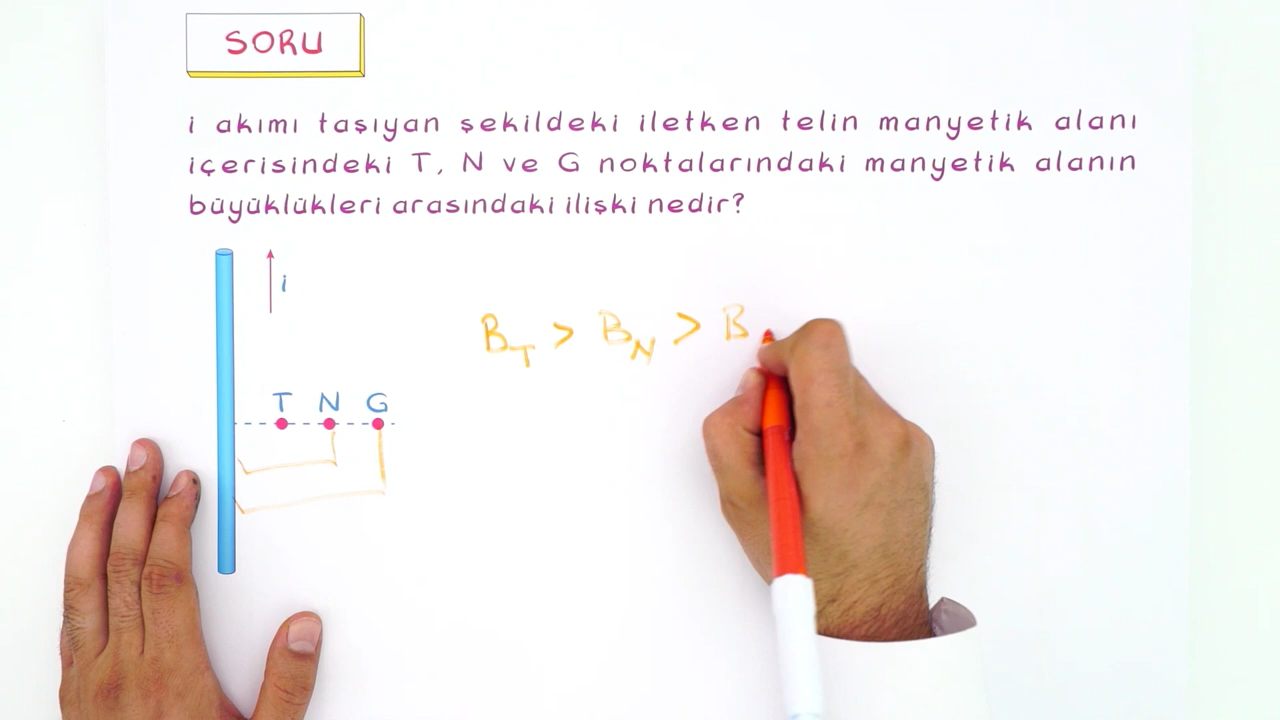 SORU
i akımı taşıyan şekildeki iletken telin manyetik alanı
içerisindeki T, N ve G noktalarındaki manyetik alanın
büyüklükleri arasındaki ilişki nedir?
i
T N G
B_T > B_N > B